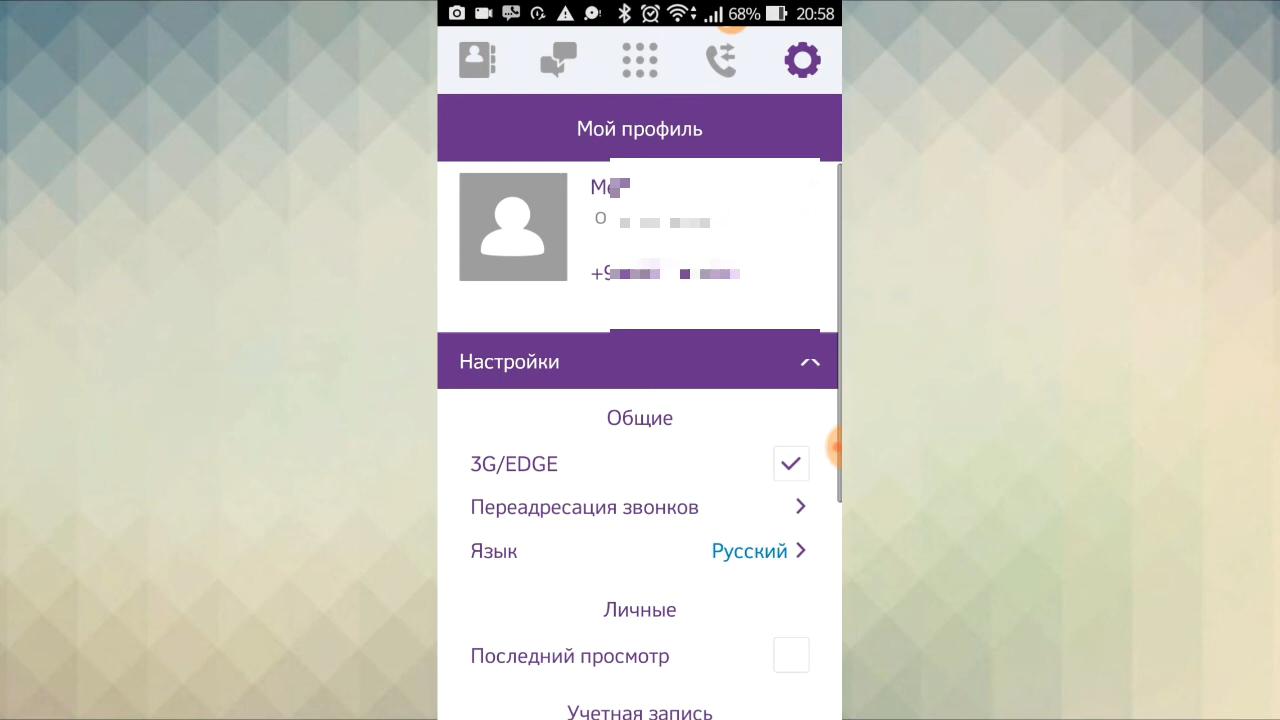 68% 20:58
Мой профиль
Настройки
Общие
3G/EDGE
Переадресация звонков
Язык Русский
Личные
Последний просмотр
Учетная запись